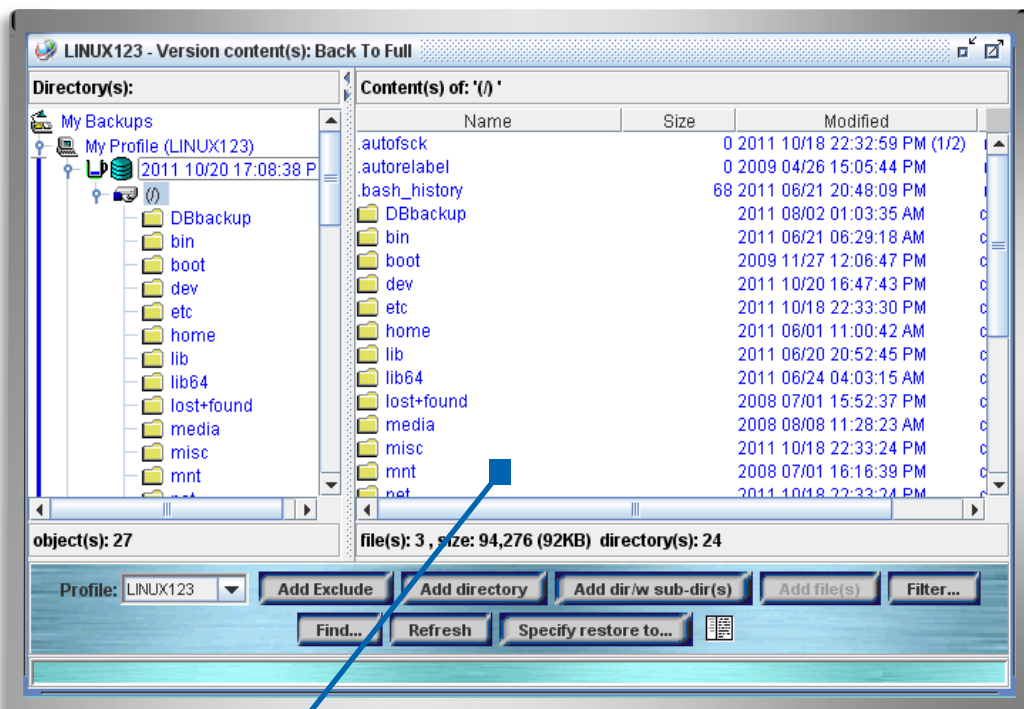 LINUX123 - Version content(s): Back To Full
Directory(s):
My Backups
My Profile (LINUX123)
2011 10/20 17:08:38 P
(/)
DBbackup
bin
boot
dev
etc
home
lib
lib64
lost+found
media
misc
mnt
object(s): 27
Content(s) of: '(/) '
Name Size Modified
.autofsck 0 2011 10/18 22:32:59 PM (1/2)
.autorelabel 0 2009 04/26 15:05:44 PM
.bash_history 68 2011 06/21 20:48:09 PM
DBbackup 2011 08/02 01:03:35 AM
bin 2011 06/21 06:29:18 AM
boot 2009 11/27 12:06:47 PM
dev 2011 10/20 16:47:43 PM
etc 2011 10/18 22:33:30 PM
home 2011 06/01 11:00:42 AM
lib 2011 06/20 20:52:45 PM
lib64 2011 06/24 04:03:15 AM
lost+found 2008 07/01 15:52:37 PM
media 2008 08/08 11:28:23 AM
misc 2011 10/18 22:33:24 PM
mnt 2008 07/01 16:16:39 PM
net 2011 10/18 22:33:24 PM
file(s): 3 , size: 94,276 (92KB) directory(s): 24
Profile: LINUX123 Add Exclude Add directory Add dir/w sub-dir(s) Add file(s) Filter...
Find... Refresh Specify restore to...